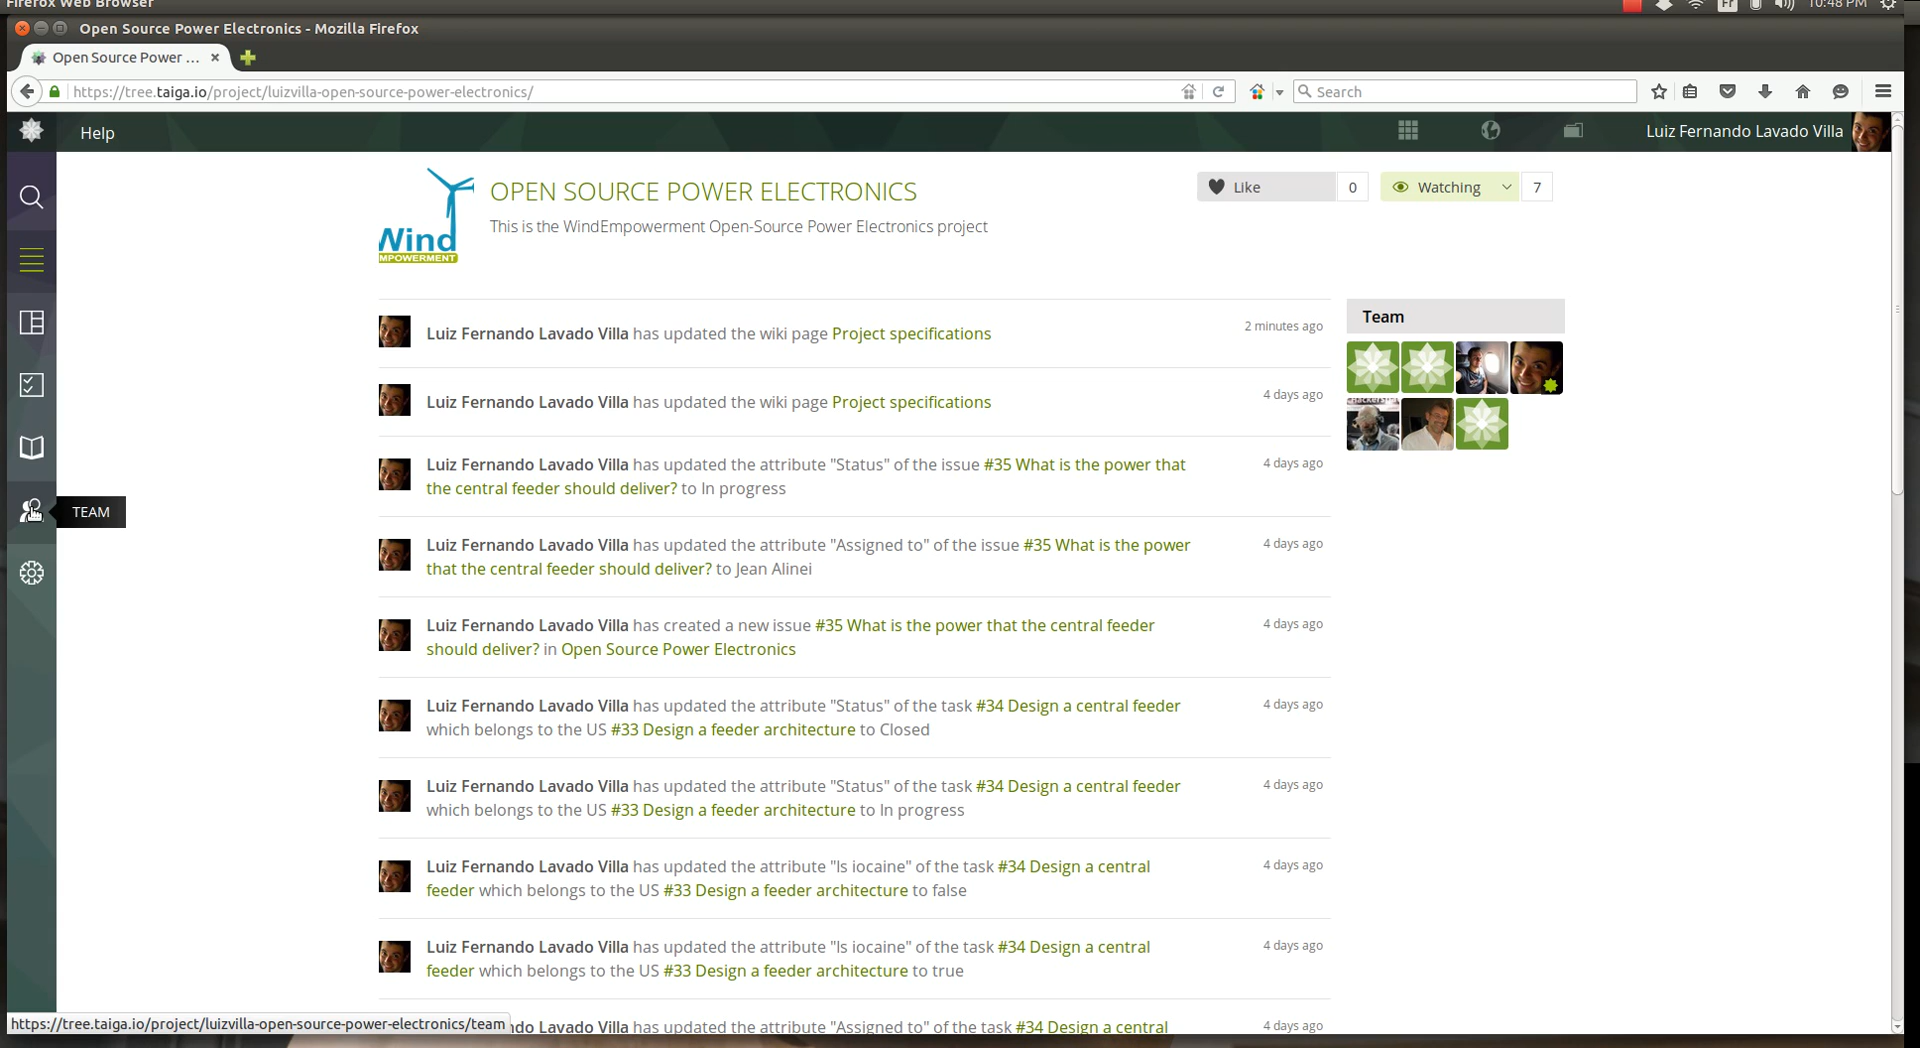 Firefox Web Browser
Fr
10:48 PM
Open Source Power Electronics - Mozilla Firefox
Open Source Power ...
https://tree.taiga.io/project/luizvilla-open-source-power-electronics/
Search
Help
Luiz Fernando Lavado Villa
Wind
MPOWERMENT
OPEN SOURCE POWER ELECTRONICS
This is the WindEmpowerment Open-Source Power Electronics project
Like
0
Watching
7
Luiz Fernando Lavado Villa has updated the wiki page Project specifications
2 minutes ago
Luiz Fernando Lavado Villa has updated the wiki page Project specifications
4 days ago
Luiz Fernando Lavado Villa has updated the attribute "Status" of the issue #35 What is the power that
the central feeder should deliver? to In progress
4 days ago
Luiz Fernando Lavado Villa has updated the attribute "Assigned to" of the issue #35 What is the power
that the central feeder should deliver? to Jean Alinei
4 days ago
Luiz Fernando Lavado Villa has created a new issue #35 What is the power that the central feeder
should deliver? in Open Source Power Electronics
4 days ago
Luiz Fernando Lavado Villa has updated the attribute "Status" of the task #34 Design a central feeder
which belongs to the US #33 Design a feeder architecture to Closed
4 days ago
Luiz Fernando Lavado Villa has updated the attribute "Status" of the task #34 Design a central feeder
which belongs to the US #33 Design a feeder architecture to In progress
4 days ago
Luiz Fernando Lavado Villa has updated the attribute "Is iocaine" of the task #34 Design a central
feeder which belongs to the US #33 Design a feeder architecture to false
4 days ago
Luiz Fernando Lavado Villa has updated the attribute "Is iocaine" of the task #34 Design a central
feeder which belongs to the US #33 Design a feeder architecture to true
4 days ago
ndo Lavado Villa has updated the attribute "Assigned to" of the task #34 Design a central
4 days ago
Team
TEAM
https://tree.taiga.io/project/luizvilla-open-source-power-electronics/team